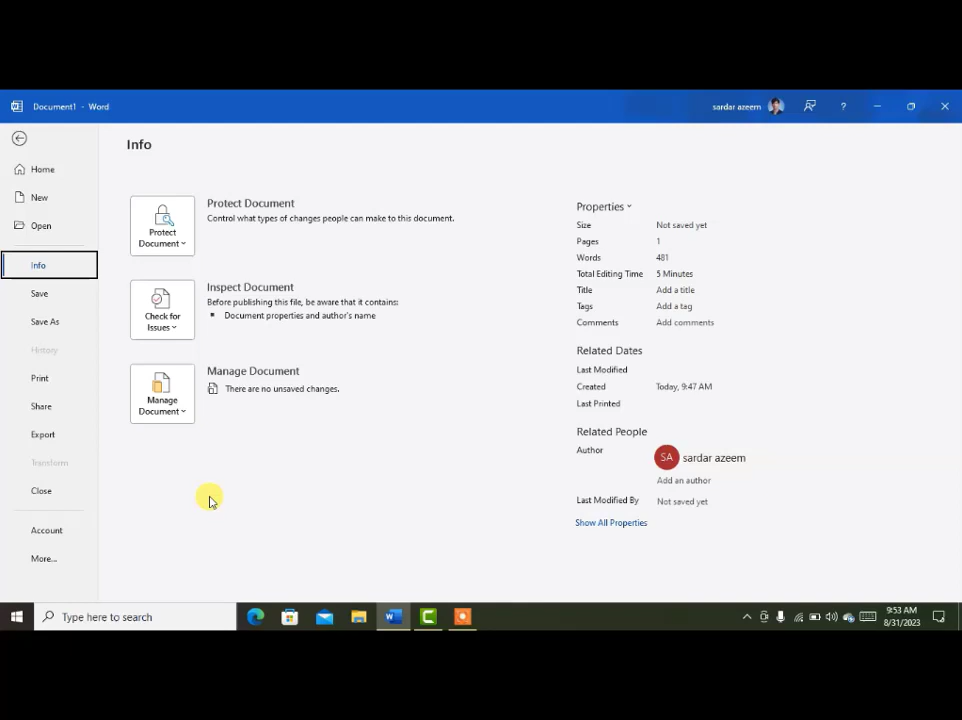 Document1 - Word
sardar azeem
?
Info
Home
New
Open
Info
Save
Save As
History
Print
Share
Export
Transform
Close
Account
More...
Protect Document
Protect Document
Control what types of changes people can make to this document.
Check for Issues
Inspect Document
Before publishing this file, be aware that it contains:
Document properties and author's name
Manage Document
Manage Document
There are no unsaved changes.
Properties
Size Not saved yet
Pages 1
Words 481
Total Editing Time 5 Minutes
Title Add a title
Tags Add a tag
Comments Add comments
Related Dates
Last Modified
Created Today, 9:47 AM
Last Printed
Related People
Author SA sardar azeem
Add an author
Last Modified By Not saved yet
Show All Properties
Type here to search
9:53 AM
8/31/2023